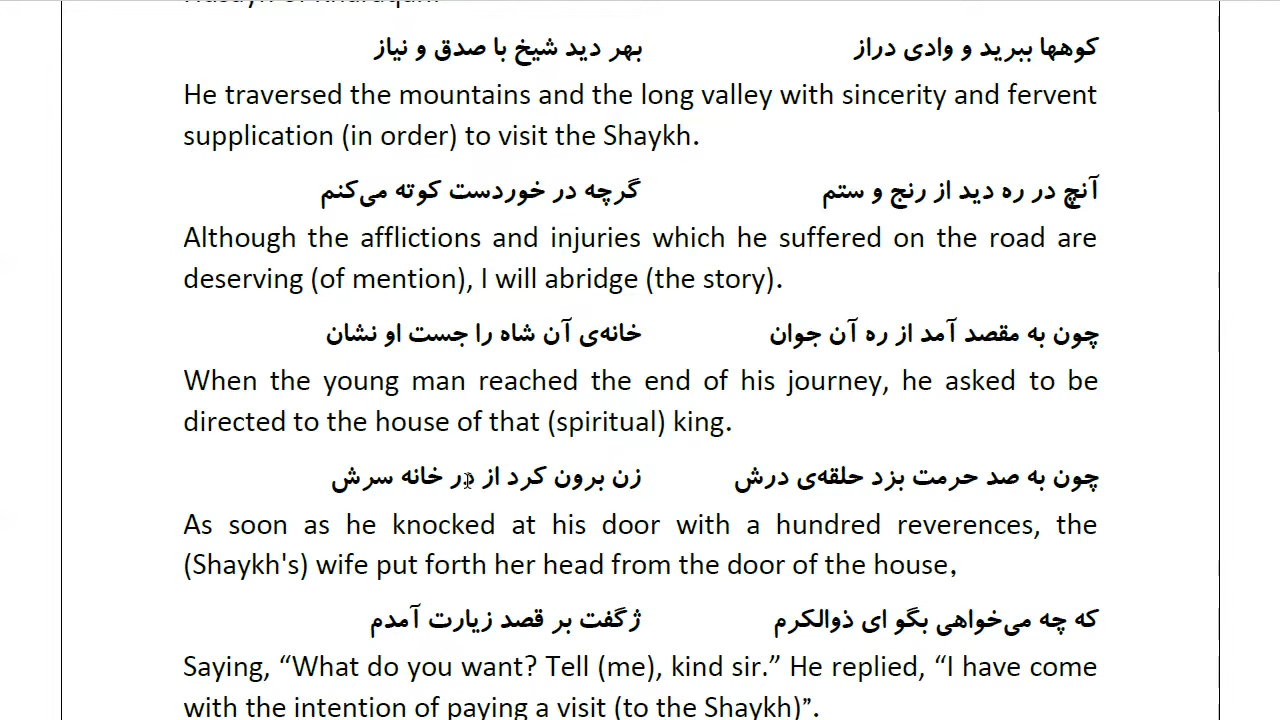 کوهها ببرید و وادی دراز بهر دید شیخ با صدق و نیاز
He traversed the mountains and the long valley with sincerity and fervent
supplication (in order) to visit the Shaykh.
آنچ در ره دید از رنج و ستم گرچه در خوردست کوته می‌کنم
Although the afflictions and injuries which he suffered on the road are
deserving (of mention), I will abridge (the story).
چون به مقصد آمد از ره آن جوان خانه‌ی آن شاه را جست او نشان
When the young man reached the end of his journey, he asked to be
directed to the house of that (spiritual) king.
چون به صد حرمت بزد حلقه‌ی درش زن برون کرد از در خانه سرش
As soon as he knocked at his door with a hundred reverences, the
(Shaykh's) wife put forth her head from the door of the house,
که چه می‌خواهی بگو ای ذوالکرم ژگفت بر قصد زیارت آمدم
Saying, “What do you want? Tell (me), kind sir.” He replied, “I have come
with the intention of paying a visit (to the Shaykh)”.